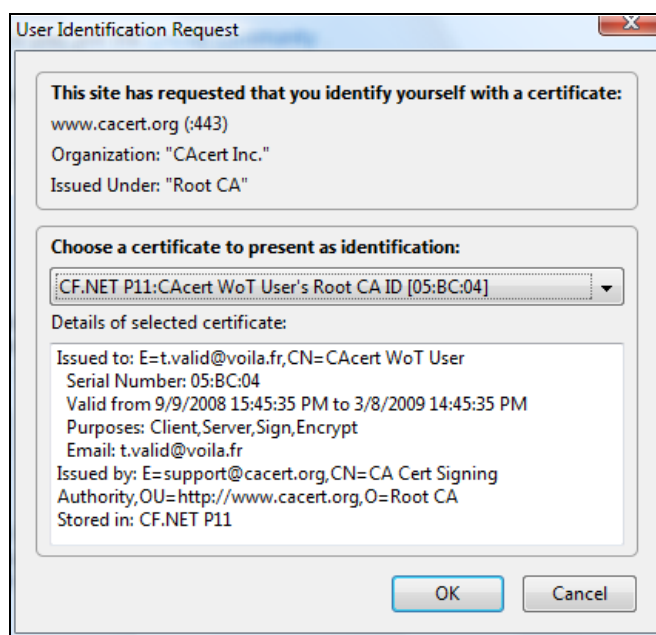 User Identification Request
This site has requested that you identify yourself with a certificate:
www.cacert.org (:443)
Organization: "CAcert Inc."
Issued Under: "Root CA"
Choose a certificate to present as identification:
CF.NET P11:CAcert WoT User's Root CA ID [05:BC:04]
Details of selected certificate:
Issued to: E=t.valid@voila.fr,CN=CAcert WoT User
Serial Number: 05:BC:04
Valid from 9/9/2008 15:45:35 PM to 3/8/2009 14:45:35 PM
Purposes: Client,Server,Sign,Encrypt
Email: t.valid@voila.fr
Issued by: E=support@cacert.org,CN=CA Cert Signing
Authority,OU=http://www.cacert.org,O=Root CA
Stored in: CF.NET P11
OK Cancel